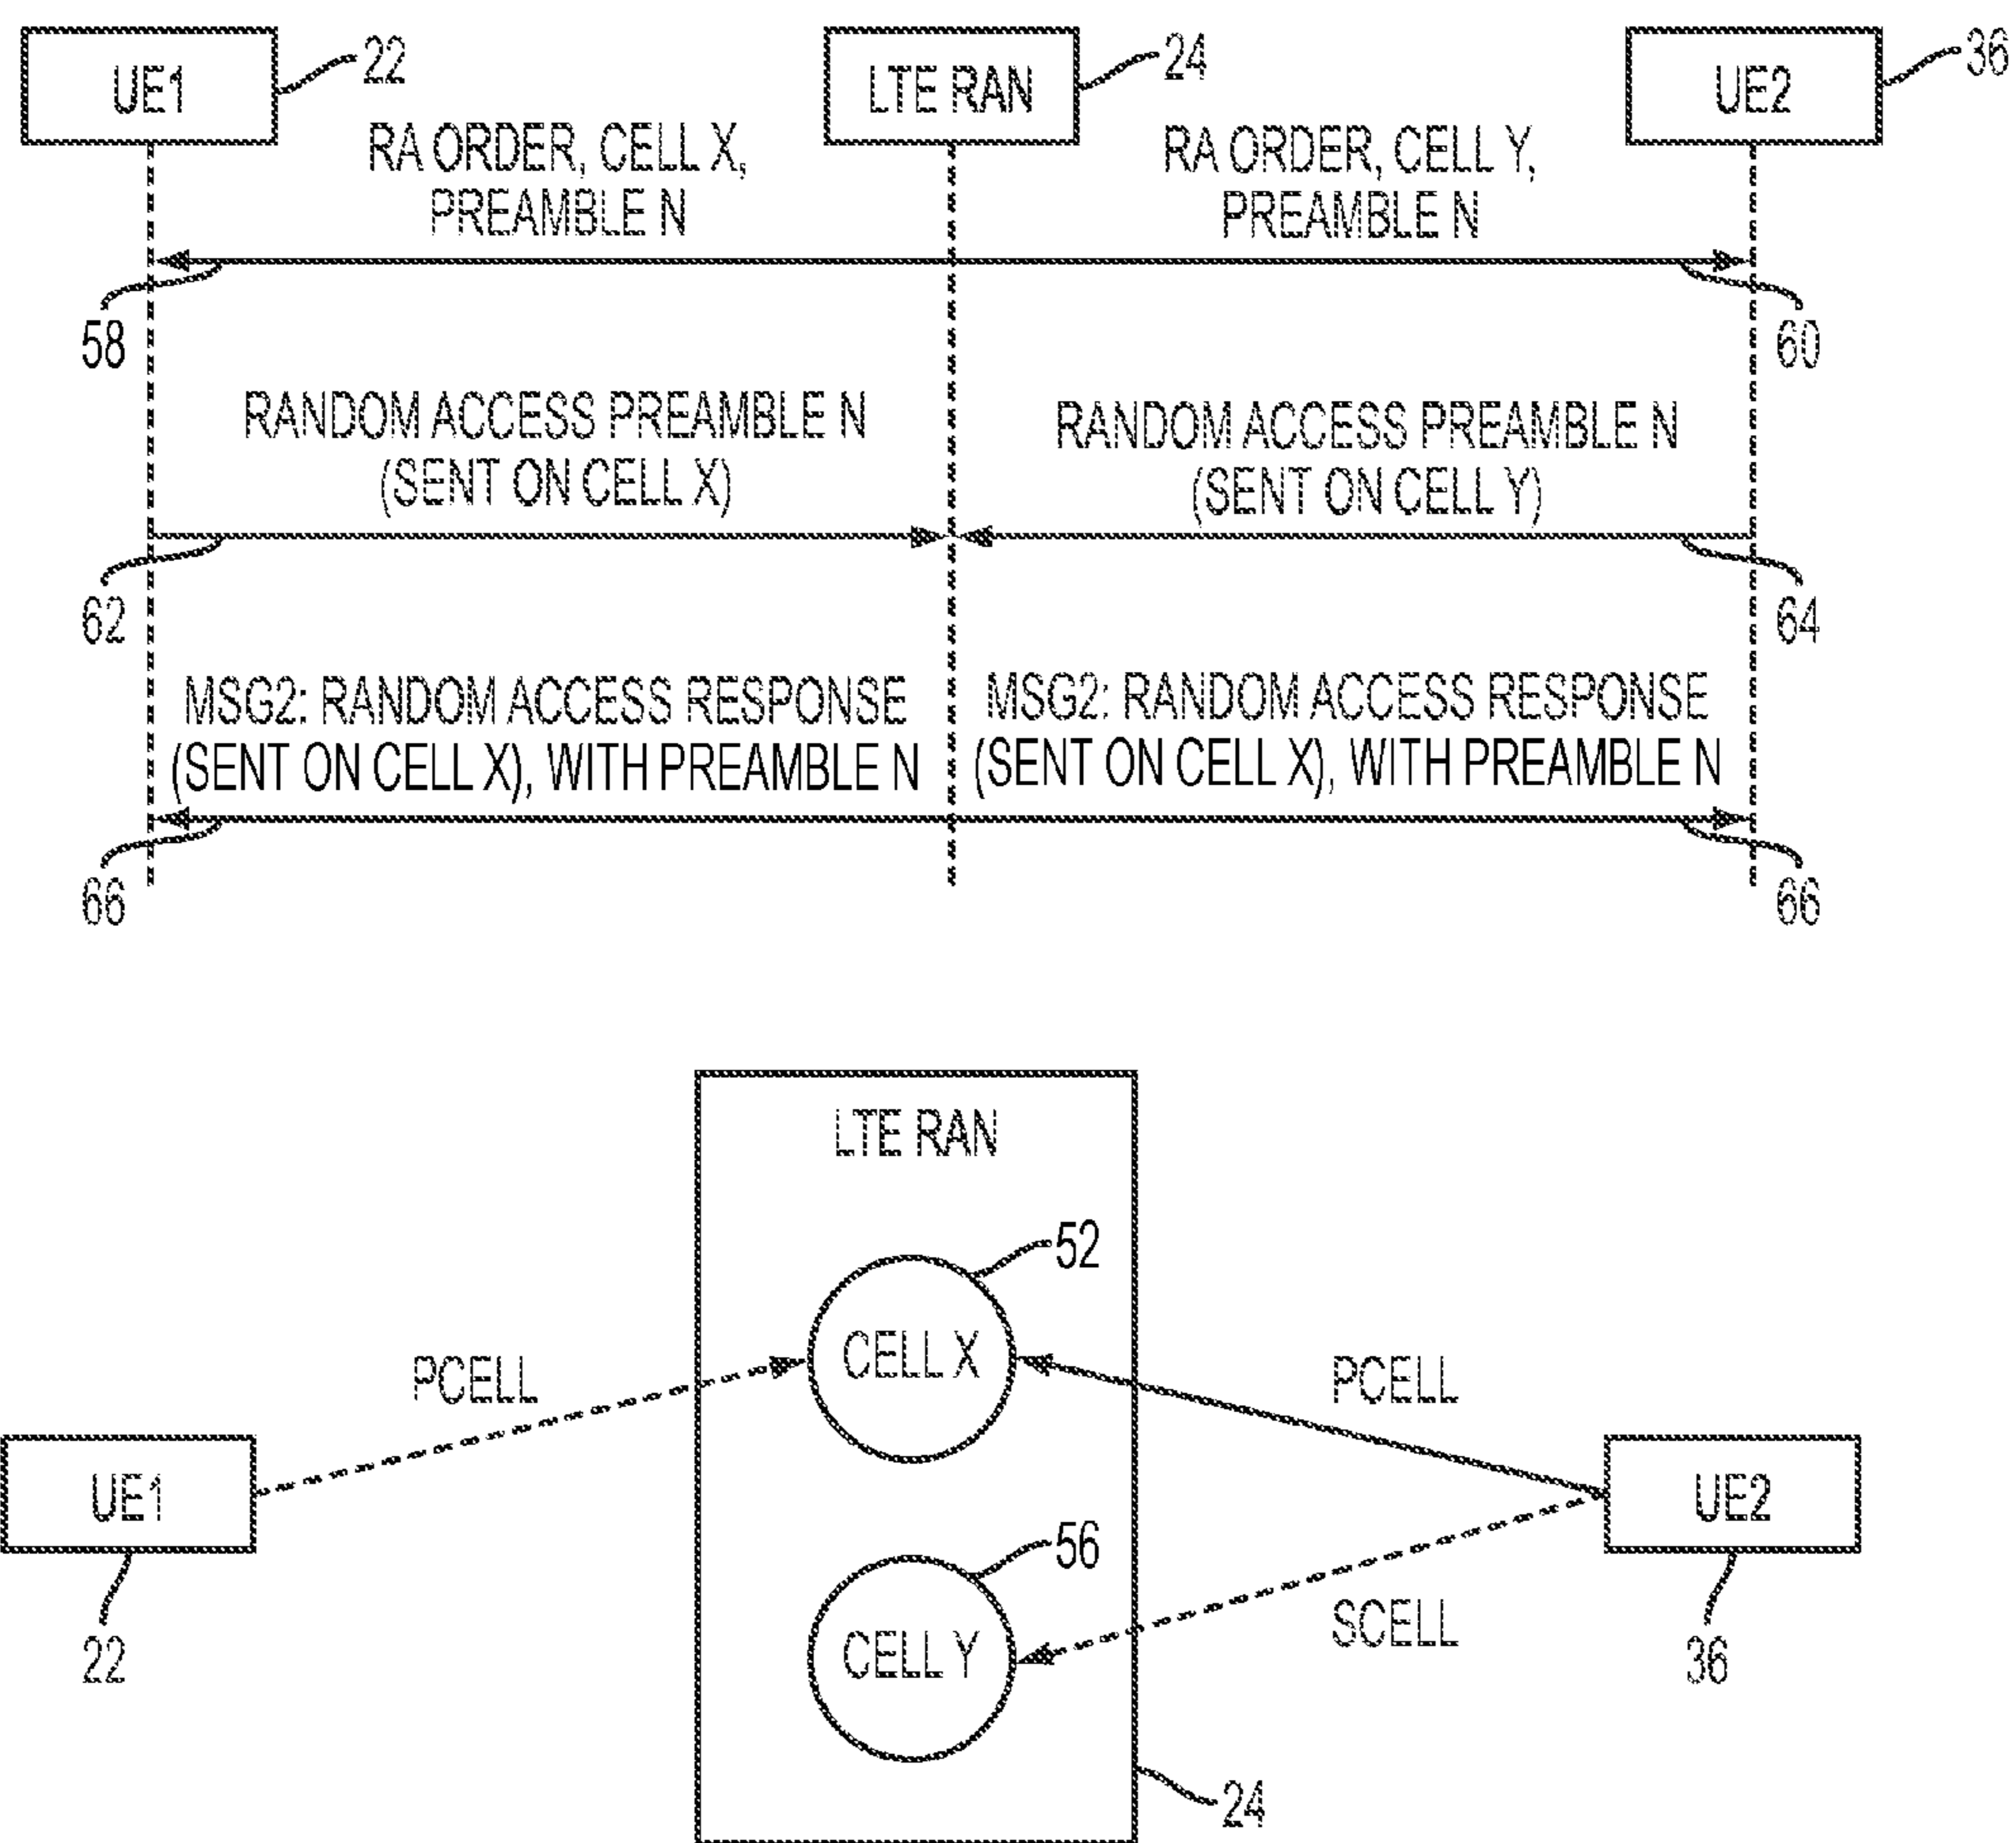 UE1
22
LTE RAN
24
UE2
36
RA ORDER, CELL X,
PREAMBLE N
RA ORDER, CELL Y,
PREAMBLE N
58
60
RANDOM ACCESS PREAMBLE N
(SENT ON CELL X)
RANDOM ACCESS PREAMBLE N
(SENT ON CELL Y)
62
64
MSG2: RANDOM ACCESS RESPONSE
(SENT ON CELL X), WITH PREAMBLE N
MSG2: RANDOM ACCESS RESPONSE
(SENT ON CELL X), WITH PREAMBLE N
66
66
LTE RAN
52
CELL X
PCELL
PCELL
UE1
UE2
56
CELL Y
SCELL
22
36
24